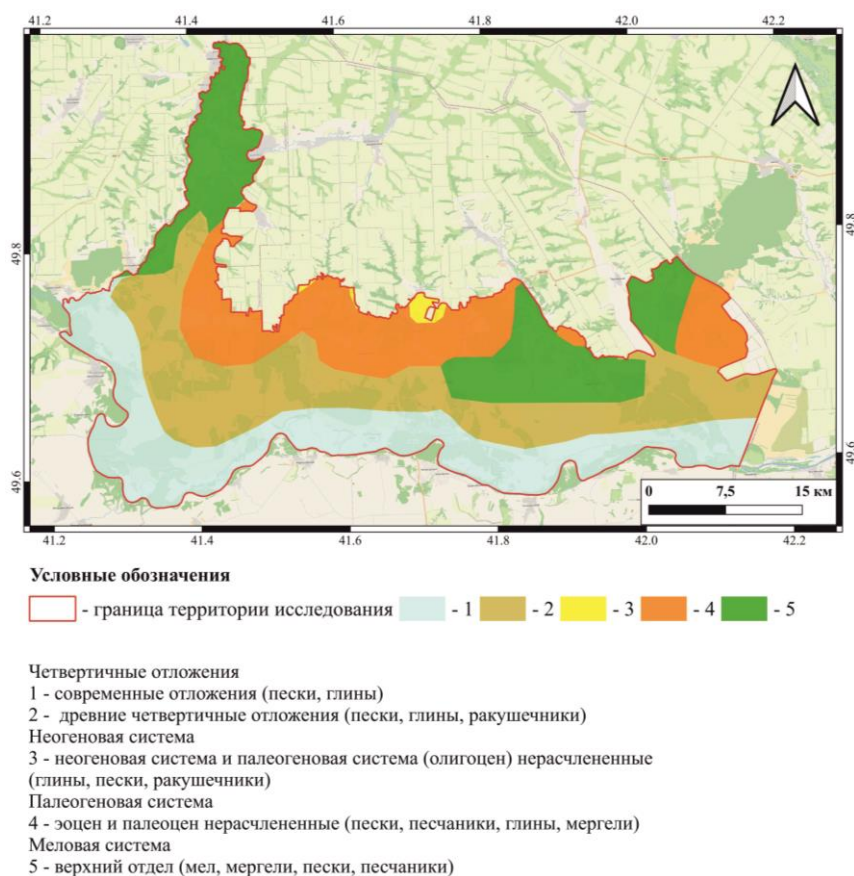 41.2 41.4 41.6 41.8 42.0 42.2
49.8 49.8
49.6 49.6
0 7,5 15 км
41.2 41.4 41.6 41.8 42.0 42.2
Условные обозначения
- граница территории исследования - 1 - 2 - 3 - 4 - 5
Четвертичные отложения
1 - современные отложения (пески, глины)
2 - древние четвертичные отложения (пески, глины, ракушечники)
Неогеновая система
3 - неогеновая система и палеогеновая система (олигоцен) нерасчлененные
(глины, пески, ракушечники)
Палеогеновая система
4 - эоцен и палеоцен нерасчлененные (пески, песчаники, глины, мергели)
Меловая система
5 - верхний отдел (мел, мергели, пески, песчаники)